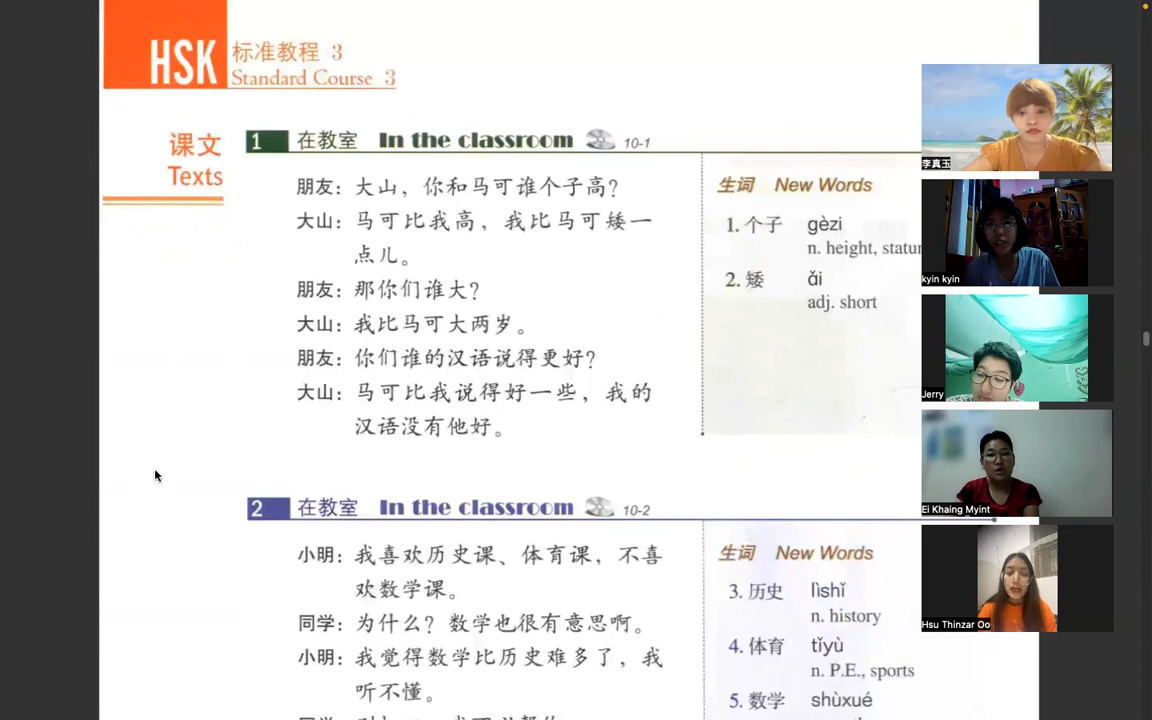 HSK 标准教程 3
Standard Course 3
课文
Texts
1 在教室 In the classroom 10-1
朋友：大山，你和马可谁个子高？
大山：马可比我高，我比马可矮一
点儿。
朋友：那你们谁大？
大山：我比马可大两岁。
朋友：你们谁的汉语说得更好？
大山：马可比我说得好一些，我的
汉语没有他好。
生词 New Words
1. 个子 gèzi
n. height, statur
2. 矮 ǎi
adj. short
2 在教室 In the classroom 10-2
小明：我喜欢历史课、体育课，不喜
欢数学课。
同学：为什么？数学也很有意思啊。
小明：我觉得数学比历史难多了，我
听不懂。
生词 New Words
3. 历史 lìshǐ
n. history
4. 体育 tǐyù
n. P.E., sports
5. 数学 shùxué
李真玉
kyin kyin
Jerry
Ei Khaing Myint
Hsu Thinzar Oo